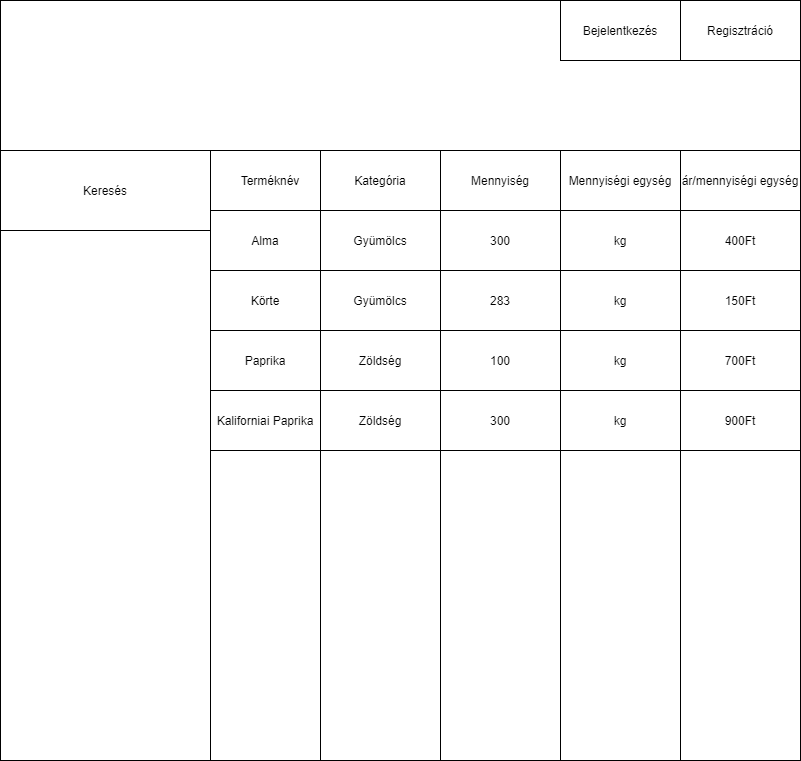 Bejelentkezés Regisztráció
Keresés
Terméknév Kategória Mennyiség Mennyiségi egység ár/mennyiségi egység
Alma Gyümölcs 300 kg 400Ft
Körte Gyümölcs 283 kg 150Ft
Paprika Zöldség 100 kg 700Ft
Kaliforniai Paprika Zöldség 300 kg 900Ft